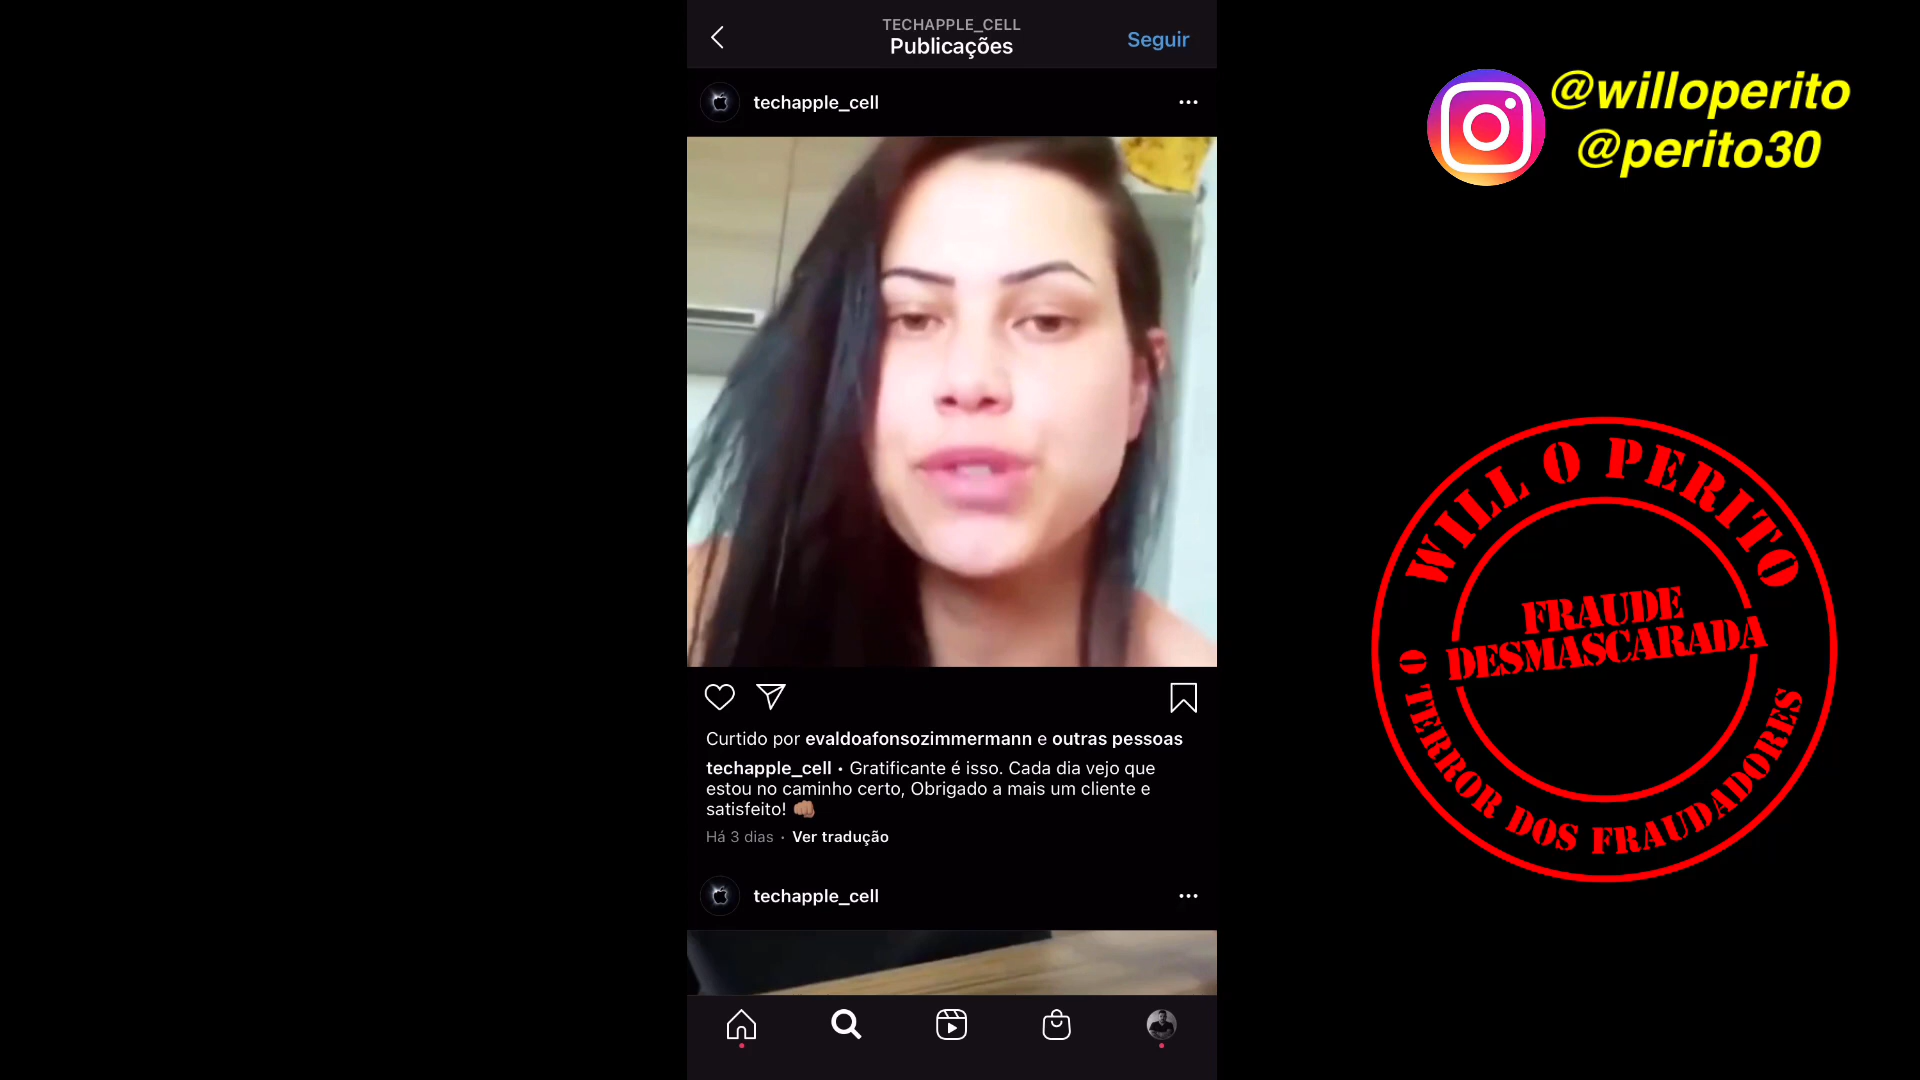 TECHAPPLE_CELL
Publicações
Seguir
techapple_cell
Curtido por evaldoafonsozimmermann e outras pessoas
techapple_cell • Gratificante é isso. Cada dia vejo que
estou no caminho certo, Obrigado a mais um cliente e
satisfeito!
Há 3 dias · Ver tradução
techapple_cell
@willoperito
@perito30
WILL O PERITO
FRAUDE
DESMASCARADA
O TERROR DOS FRAUDADORES